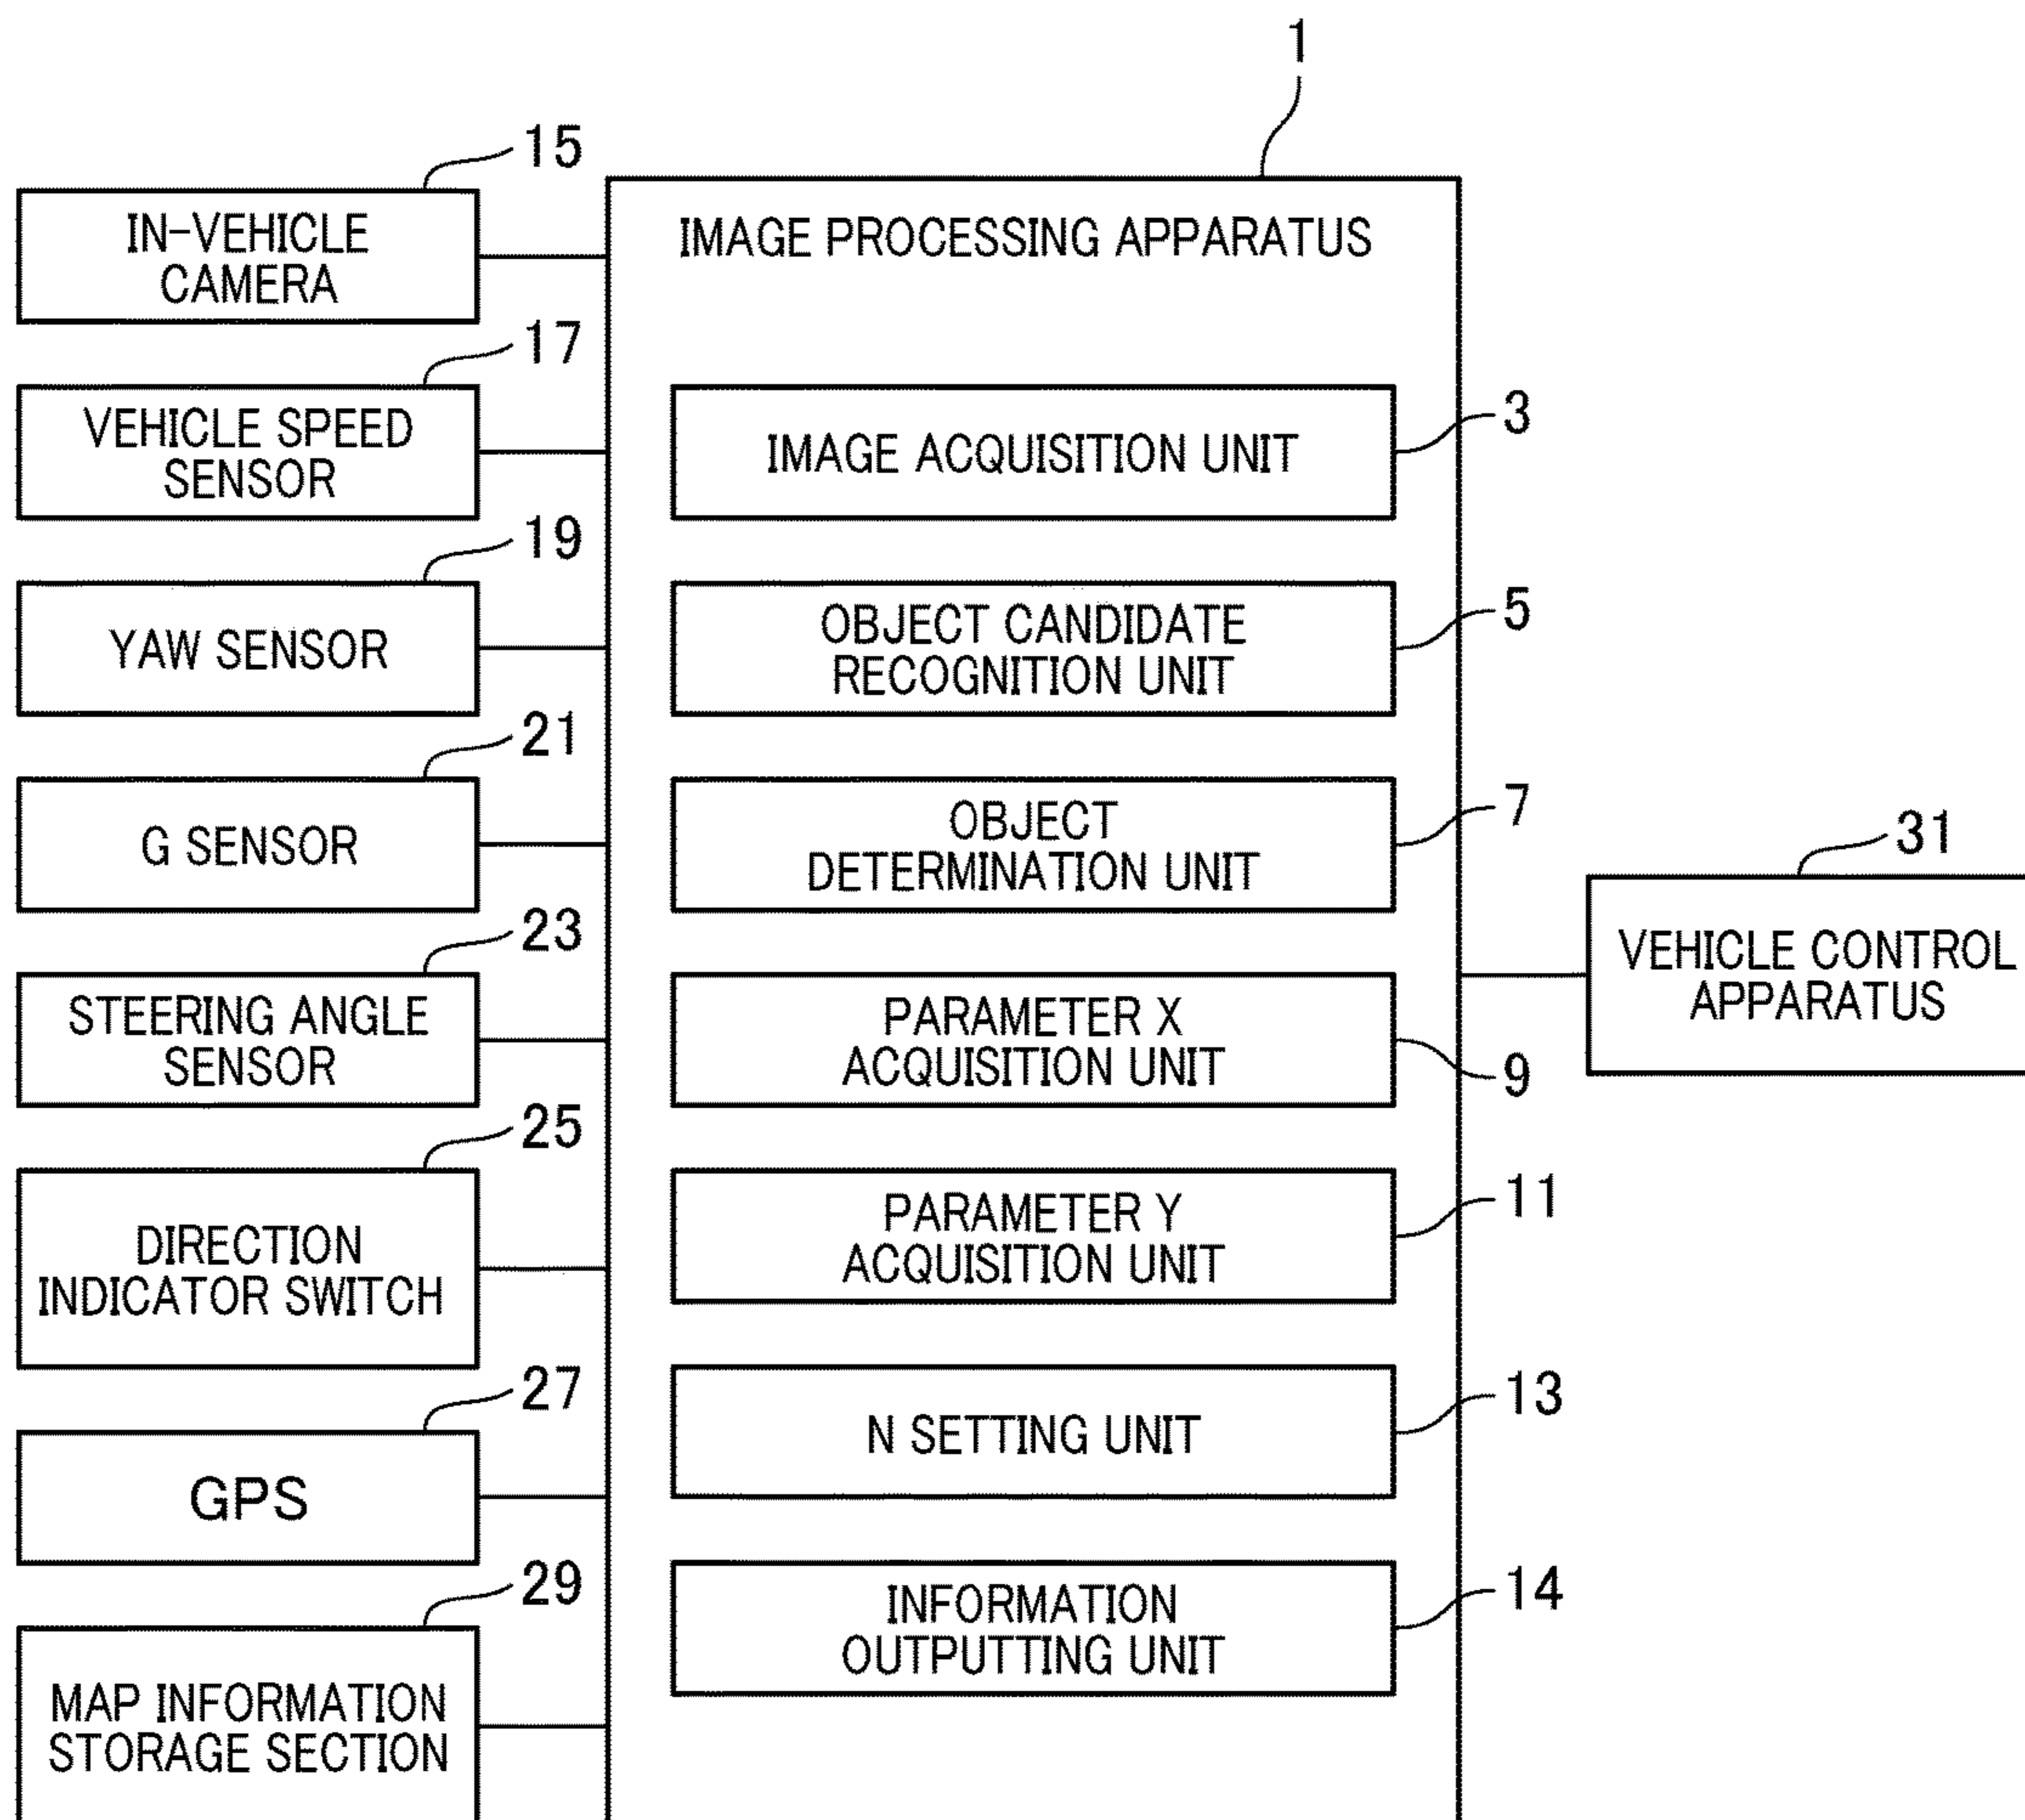 1
15
IN-VEHICLE
CAMERA
17
VEHICLE SPEED
SENSOR
19
YAW SENSOR
21
G SENSOR
23
STEERING ANGLE
SENSOR
25
DIRECTION
INDICATOR SWITCH
27
GPS
29
MAP INFORMATION
STORAGE SECTION
IMAGE PROCESSING APPARATUS
IMAGE ACQUISITION UNIT
3
OBJECT CANDIDATE
RECOGNITION UNIT
5
OBJECT
DETERMINATION UNIT
7
PARAMETER X
ACQUISITION UNIT
9
PARAMETER Y
ACQUISITION UNIT
11
N SETTING UNIT
13
INFORMATION
OUTPUTTING UNIT
14
31
VEHICLE CONTROL
APPARATUS